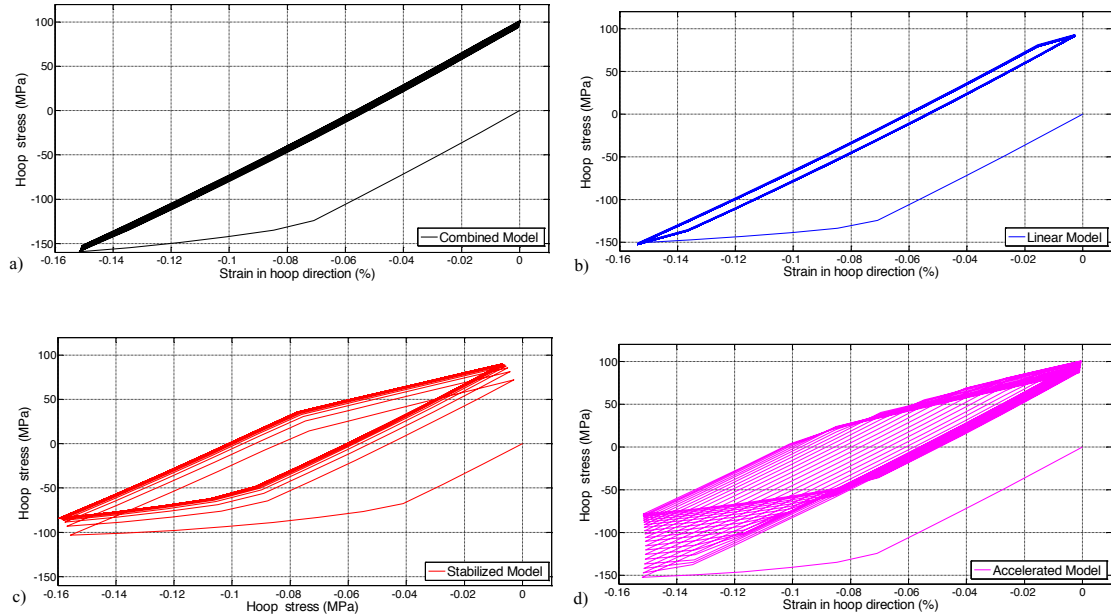 100
50
0
-50
-100
-150
Hoop stress (MPa)
-0.16 -0.14 -0.12 -0.1 -0.08 -0.06 -0.04 -0.02 0
Strain in hoop direction (%)
Combined Model
a)
100
50
0
-50
-100
-150
Hoop stress (MPa)
-0.16 -0.14 -0.12 -0.1 -0.08 -0.06 -0.04 -0.02 0
Strain in hoop direction (%)
Linear Model
b)
100
50
0
-50
-100
-150
Hoop stress (MPa)
-0.16 -0.14 -0.12 -0.1 -0.08 -0.06 -0.04 -0.02 0
Hoop stress (MPa)
Stabilized Model
c)
100
50
0
-50
-100
-150
Hoop stress (MPa)
-0.16 -0.14 -0.12 -0.1 -0.08 -0.06 -0.04 -0.02 0
Strain in hoop direction (%)
Accelerated Model
d)